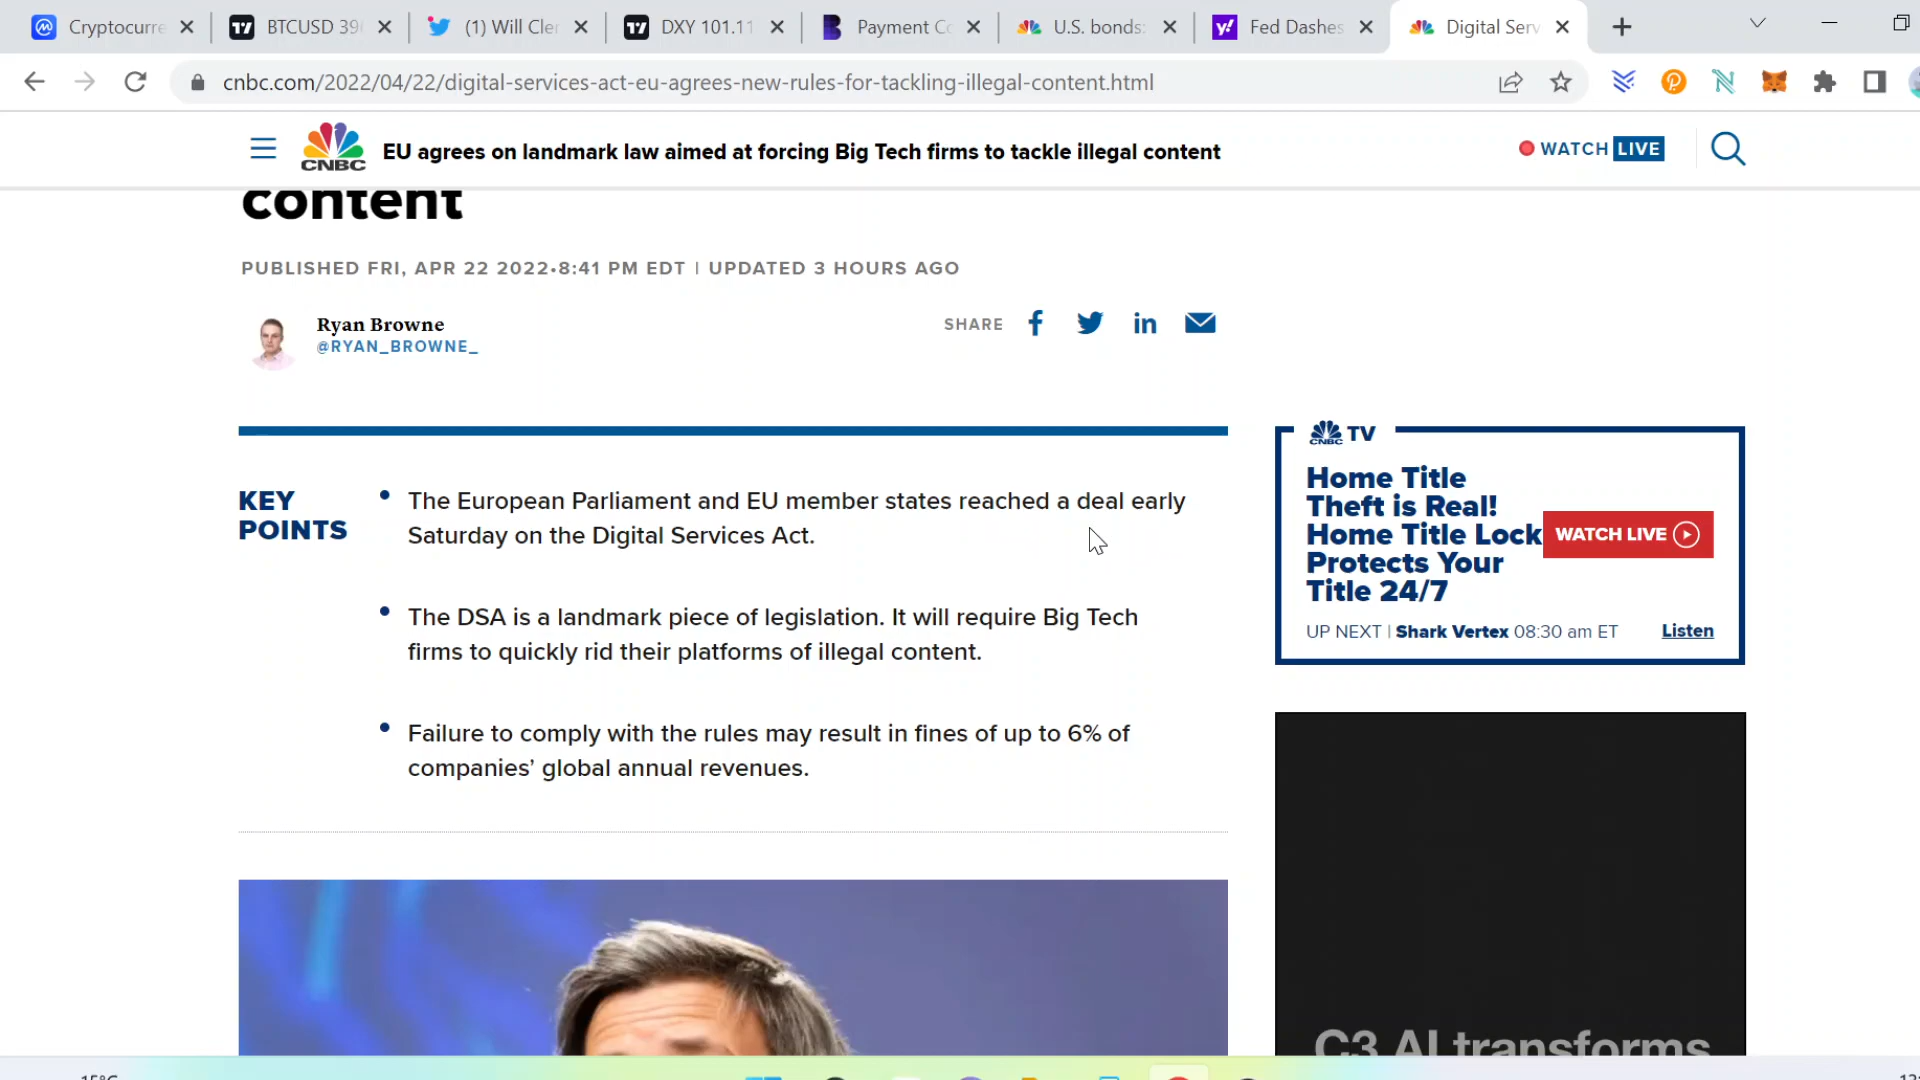 Cryptocurre
BTCUSD 39
(1) Will Cler
DXY 101.11
Payment Co
U.S. bonds:
Fed Dashes
Digital Serv
cnbc.com/2022/04/22/digital-services-act-eu-agrees-new-rules-for-tackling-illegal-content.html
CNBC
EU agrees on landmark law aimed at forcing Big Tech firms to tackle illegal content
WATCH LIVE
content
PUBLISHED FRI, APR 22 2022•8:41 PM EDT | UPDATED 3 HOURS AGO
Ryan Browne
@RYAN_BROWNE_
SHARE
KEY
POINTS
The European Parliament and EU member states reached a deal early
Saturday on the Digital Services Act.
The DSA is a landmark piece of legislation. It will require Big Tech
firms to quickly rid their platforms of illegal content.
Failure to comply with the rules may result in fines of up to 6% of
companies’ global annual revenues.
CNBC TV
Home Title
Theft is Real!
Home Title Lock
Protects Your
Title 24/7
WATCH LIVE
UP NEXT | Shark Vertex 08:30 am ET
Listen
C3 AI transforms
15°C